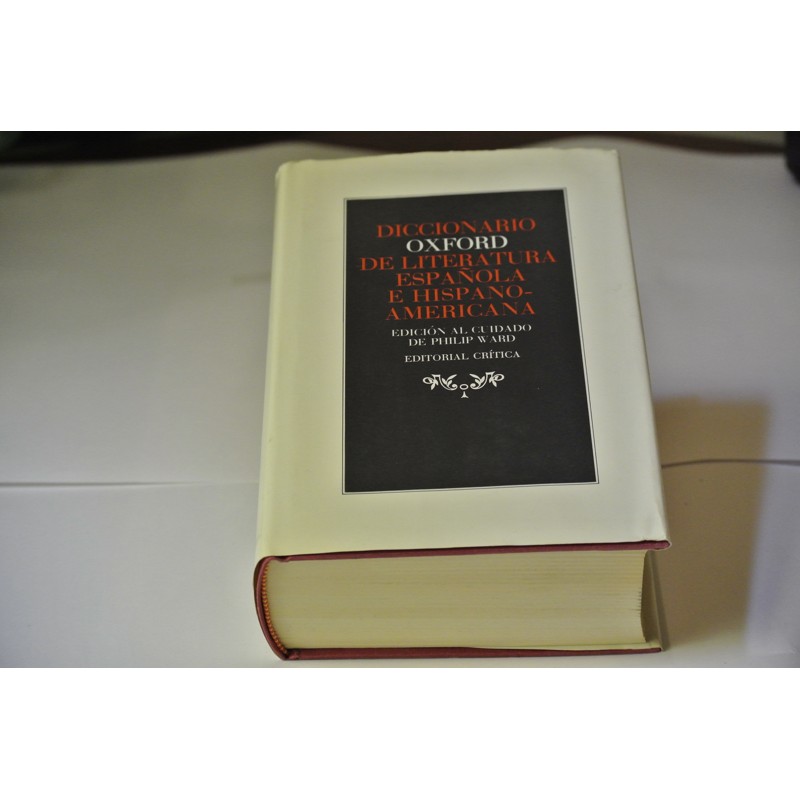 DICCIONARIO
OXFORD
DE LITERATURA
ESPAÑOLA
E HISPANO-
AMERICANA
EDICIÓN AL CUIDADO
DE PHILIP WARD
EDITORIAL CRÍTICA